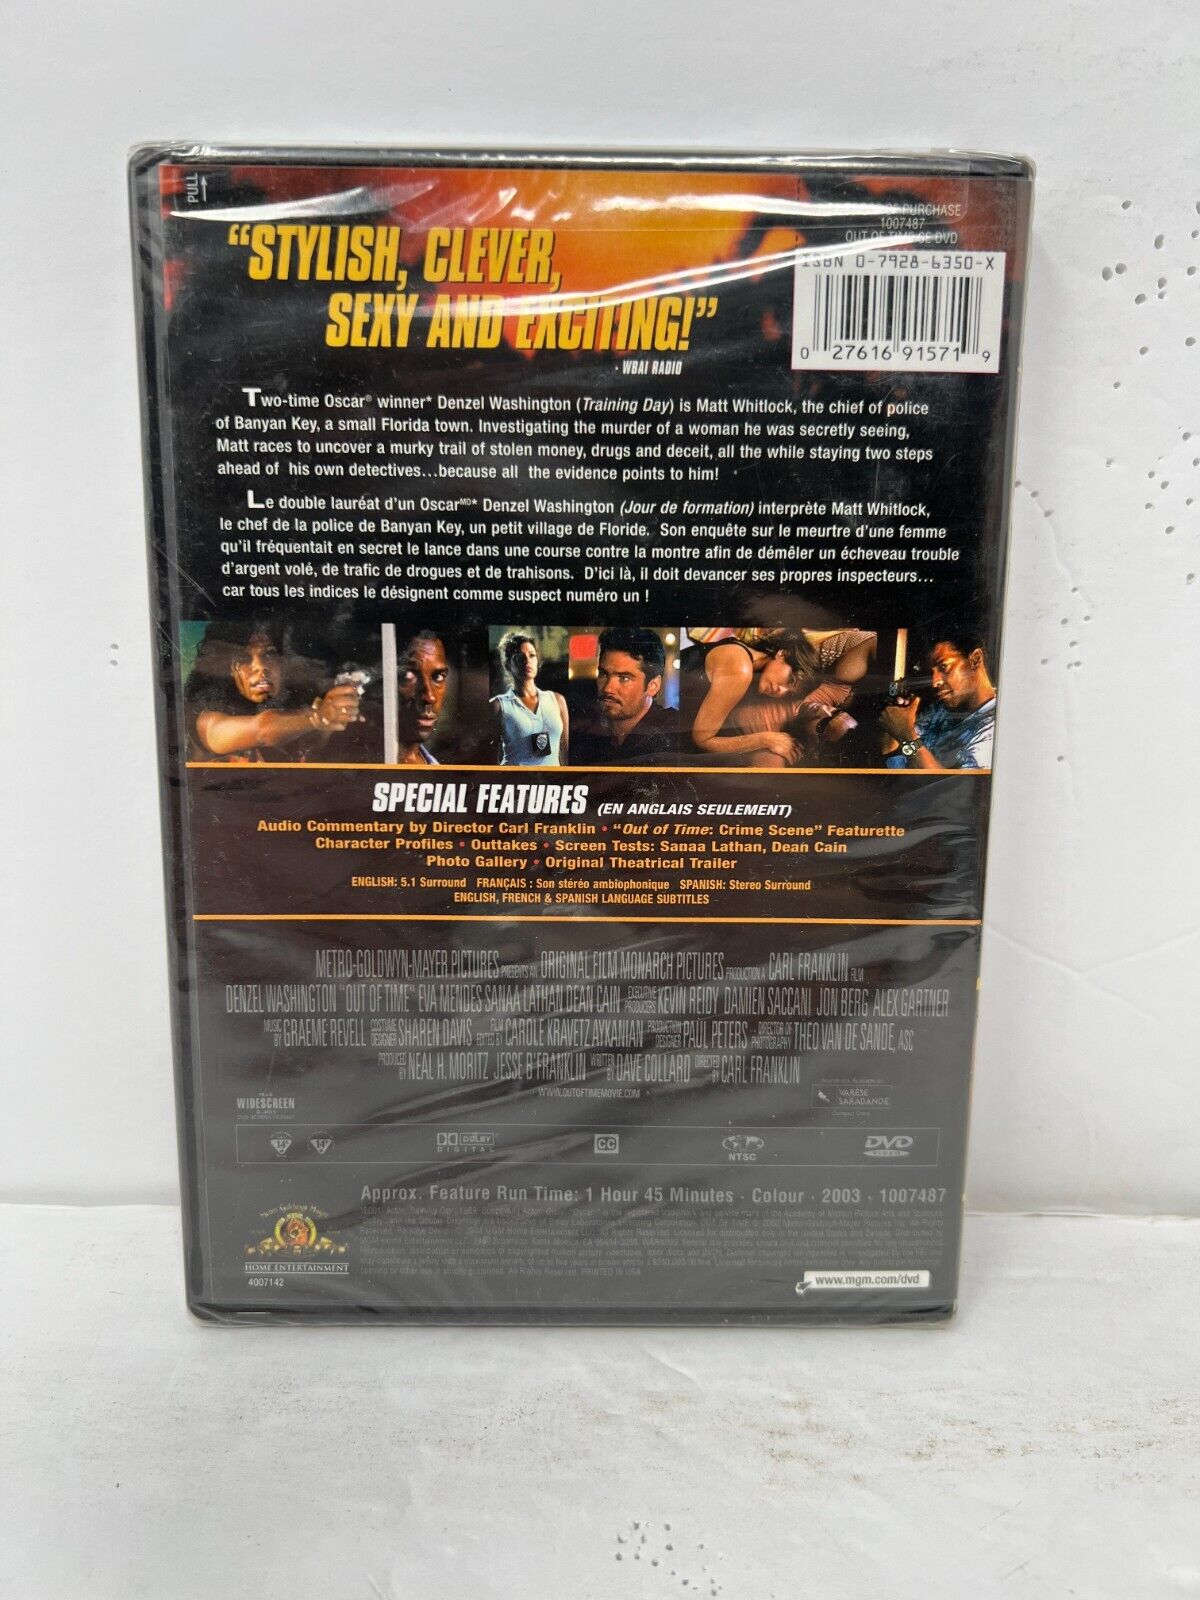 PULL
OF PURCHASE
1007487
OUT OF TIME SE DVD
ISBN 0-7928-6350-X
0 27616 91571 9
“STYLISH, CLEVER,
SEXY AND EXCITING!”
- WBAI RADIO
Two-time Oscar® winner* Denzel Washington (Training Day) is Matt Whitlock, the chief of police
of Banyan Key, a small Florida town. Investigating the murder of a woman he was secretly seeing,
Matt races to uncover a murky trail of stolen money, drugs and deceit, all the while staying two steps
ahead of his own detectives...because all the evidence points to him!
Le double lauréat d'un OscarMD* Denzel Washington (Jour de formation) interprète Matt Whitlock,
le chef de la police de Banyan Key, un petit village de Floride. Son enquête sur le meurtre d'une femme
qu'il fréquentait en secret le lance dans une course contre la montre afin de démêler un écheveau trouble
d'argent volé, de trafic de drogues et de trahisons. D'ici là, il doit devancer ses propres inspecteurs...
car tous les indices le désignent comme suspect numéro un !
SPECIAL FEATURES (EN ANGLAIS SEULEMENT)
Audio Commentary by Director Carl Franklin • “Out of Time: Crime Scene” Featurette
Character Profiles • Outtakes • Screen Tests: Sanaa Lathan, Dean Cain
Photo Gallery • Original Theatrical Trailer
ENGLISH: 5.1 Surround FRANÇAIS : Son stéréo ambiophonique SPANISH: Stereo Surround
ENGLISH, FRENCH & SPANISH LANGUAGE SUBTITLES
METRO-GOLDWYN-MAYER PICTURES PRESENTS AN ORIGINAL FILM MONARCH PICTURES PRODUCTION A CARL FRANKLIN FILM
DENZEL WASHINGTON "OUT OF TIME" EVA MENDES SANAA LATHAN DEAN CAIN EXECUTIVE PRODUCERS KEVIN REIDY DAMIEN SACCANI JON BERG ALEX GARTNER
MUSIC BY GRAEME REVELL COSTUME DESIGNER SHAREN DAVIS FILM EDITED BY CAROLE KRAVETZ AYKANIAN PRODUCTION DESIGNER PAUL PETERS DIRECTOR OF PHOTOGRAPHY THEO VAN DE SANDE, ASC
PRODUCED BY NEAL H. MORITZ JESSE B'FRANKLIN WRITTEN BY DAVE COLLARD DIRECTED BY CARL FRANKLIN
WWW.OUTOFTIMEMOVIE.COM
WIDESCREEN
VARÈSE
SARABANDE
14A
14A
DOLBY
DIGITAL
CC
NTSC
DVD
VIDEO
Approx. Feature Run Time: 1 Hour 45 Minutes • Colour • 2003 • 1007487
HOME ENTERTAINMENT
4007142
www.mgm.com/dvd